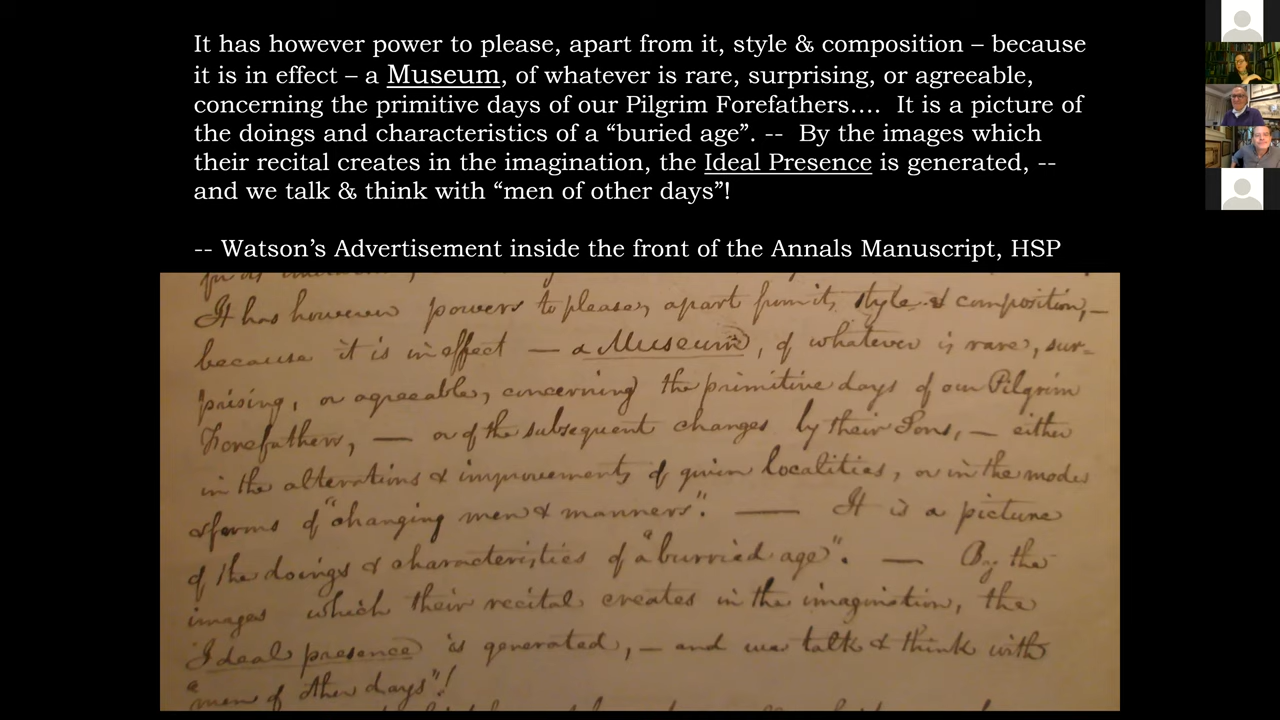 It has however power to please, apart from it, style & composition – because
it is in effect – a Museum, of whatever is rare, surprising, or agreeable,
concerning the primitive days of our Pilgrim Forefathers…. It is a picture of
the doings and characteristics of a “buried age”. -- By the images which
their recital creates in the imagination, the Ideal Presence is generated, --
and we talk & think with “men of other days”!
-- Watson’s Advertisement inside the front of the Annals Manuscript, HSP
It has however powers to please, apart from its style & composition, —
because it is in effect — a Museum, of whatever is rare, sur-
prising, or agreeable, concerning the primitive days of our Pilgrim
Forefathers, — or of the subsequent changes by their Sons, — either
in the alterations & improvements of given localities, or in the modes
& forms of "changing men & manners". — It is a picture
of the doings & characteristics of a "burried age". — By the
images which their recital creates in the imagination, the
Ideal presence is generated, — and we talk & think with
"men of other days"!